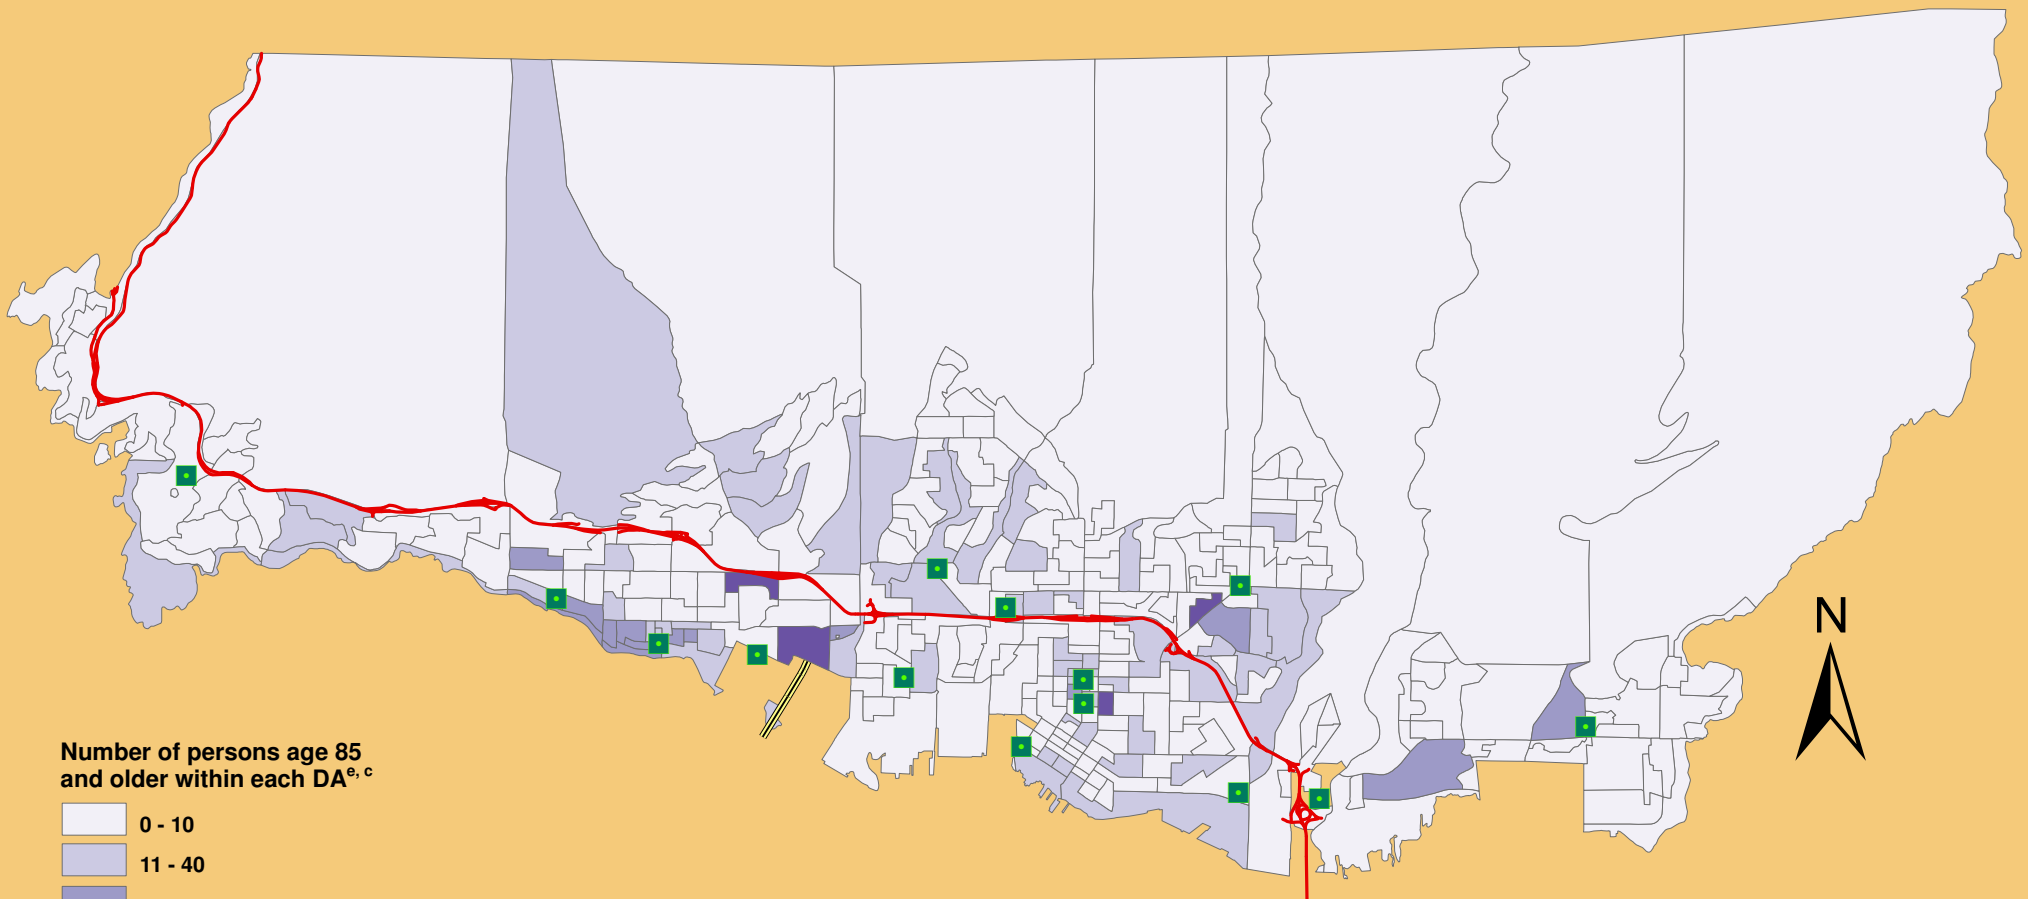 N
Number of persons age 85
and older within each DAe, c
0 - 10
11 - 40